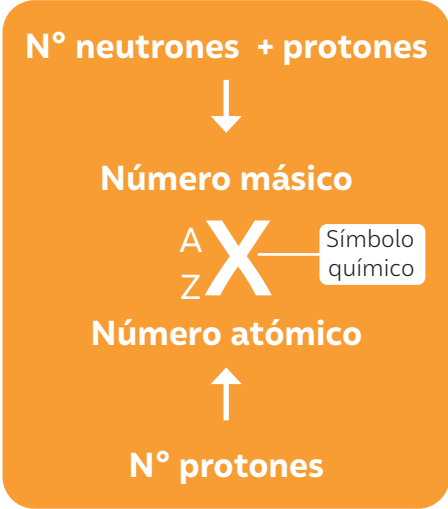 N° neutrones + protones
Número másico
A
X
Z
Símbolo
químico
Número atómico
N° protones